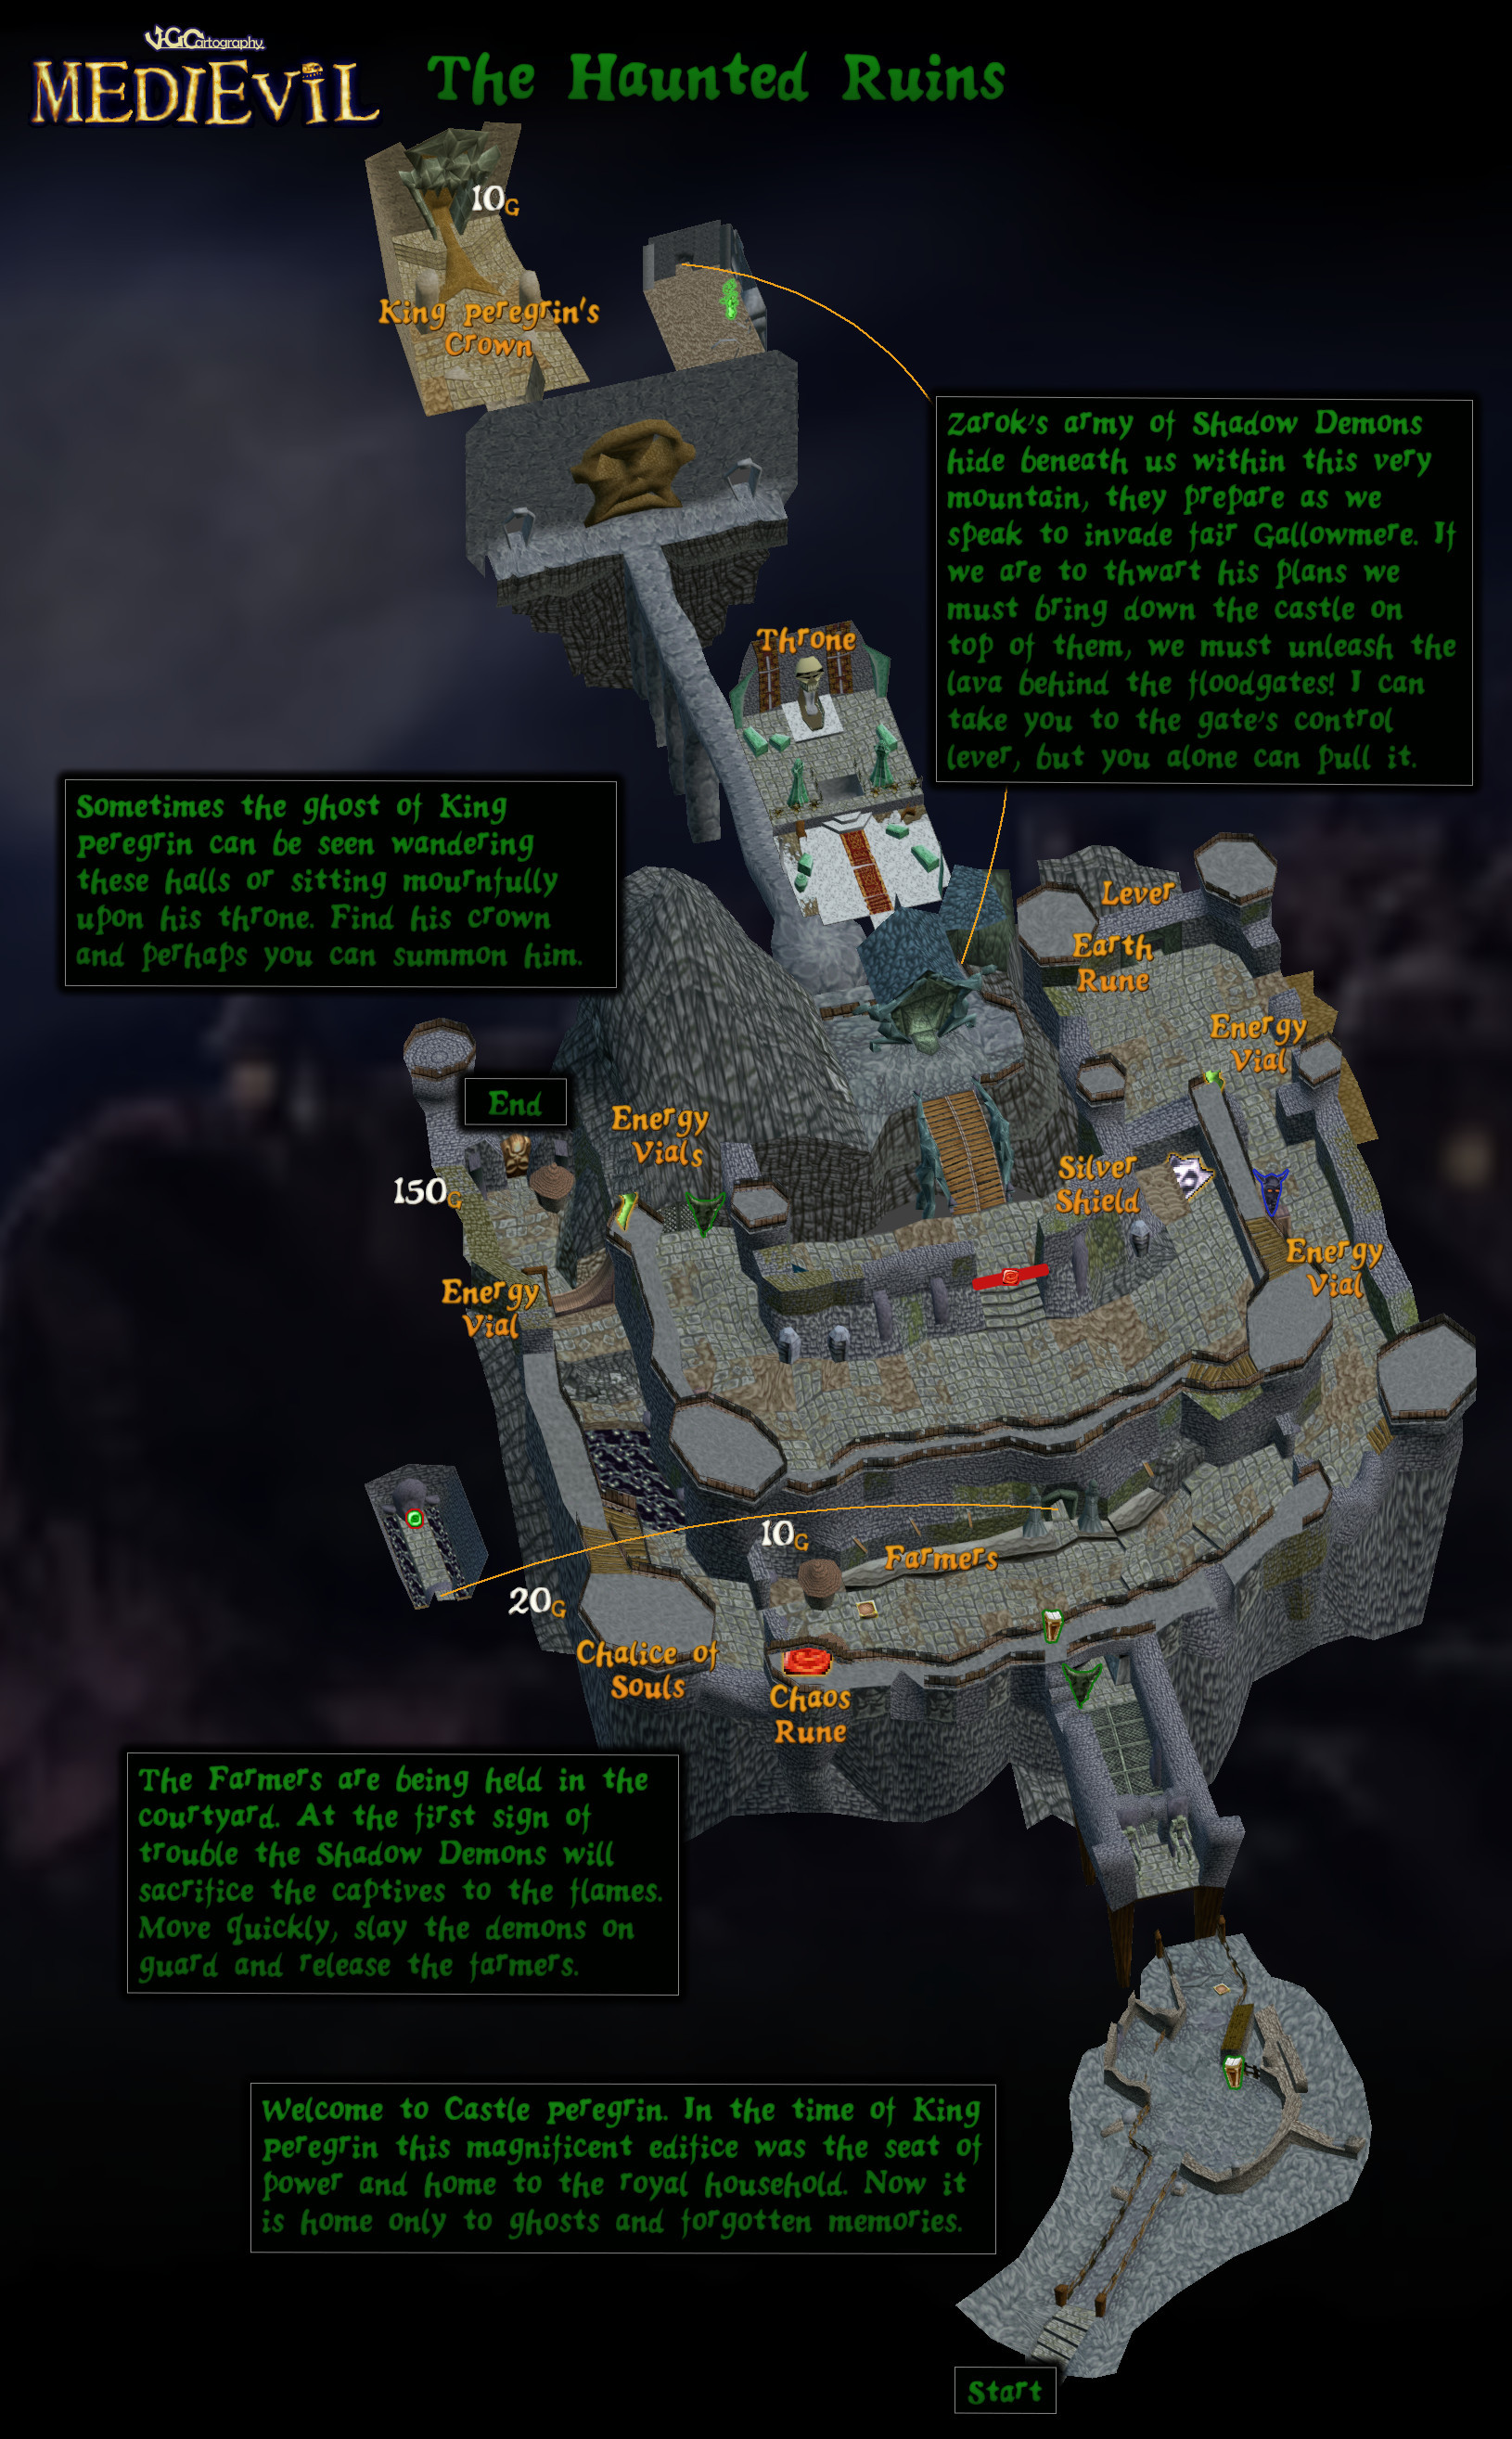 VGCartography
MEDIEVIL
The Haunted Ruins
10G
King peregrin's
Crown
Zarok's army of Shadow Demons
hide beneath us within this very
mountain, they prepare as we
speak to invade fair Gallowmere. If
we are to thwart his plans we
must bring down the castle on
top of them, we must unleash the
lava behind the floodgates! I can
take you to the gate's control
lever, but you alone can pull it.
Throne
Sometimes the ghost of King
peregrin can be seen wandering
these halls or sitting mournfully
upon his throne. Find his crown
and perhaps you can summon him.
Lever
Earth
Rune
Energy
Vial
End
Energy
Vials
150G
Silver
Shield
Energy
Vial
Energy
Vial
10G
Farmers
20G
Chalice of
Souls
Chaos
Rune
The Farmers are being held in the
courtyard. At the first sign of
trouble the Shadow Demons will
sacrifice the captives to the flames.
Move quickly, slay the demons on
guard and release the farmers.
Welcome to Castle peregrin. In the time of King
peregrin this magnificent edifice was the seat of
power and home to the royal household. Now it
is home only to ghosts and forgotten memories.
Start